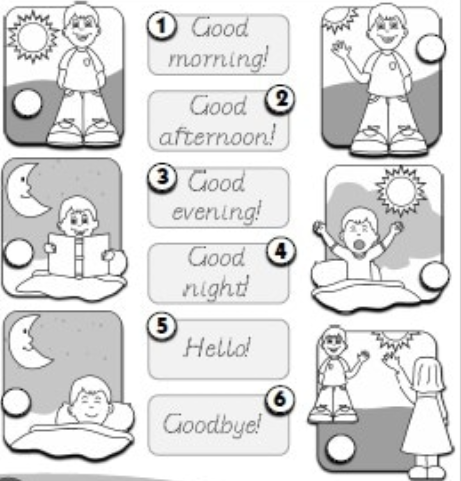 1 Good
morning!
Good 2
afternoon!
3 Good
evening!
Good 4
night!
5
Hello!
6
Goodbye!